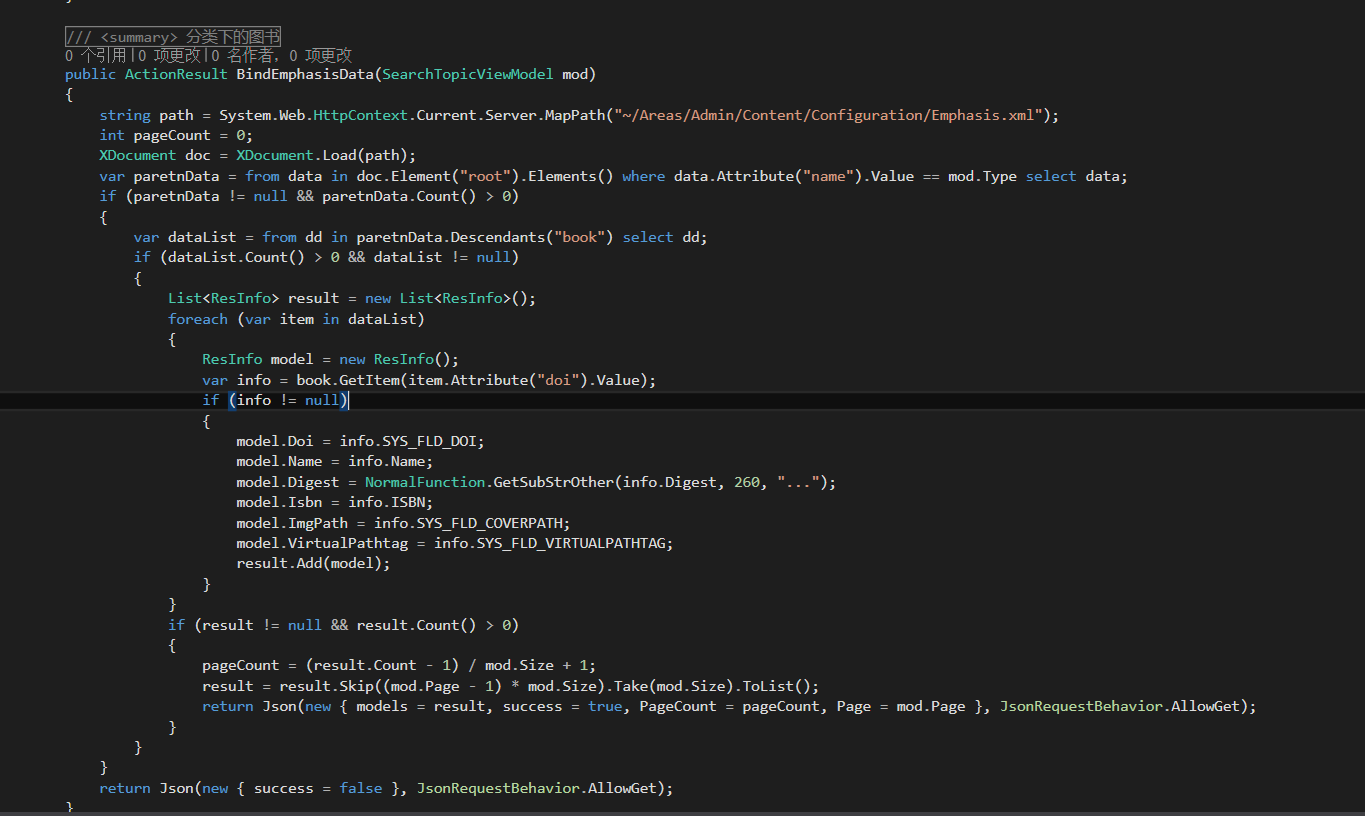 }
/// <summary> 分类下的图书
0 个引用|0 项更改|0 名作者, 0 项更改
public ActionResult BindEmphasisData(SearchTopicViewModel mod)
{
string path = System.Web.HttpContext.Current.Server.MapPath("~/Areas/Admin/Content/Configuration/Emphasis.xml");
int pageCount = 0;
XDocument doc = XDocument.Load(path);
var paretnData = from data in doc.Element("root").Elements() where data.Attribute("name").Value == mod.Type select data;
if (paretnData != null && paretnData.Count() > 0)
{
var dataList = from dd in paretnData.Descendants("book") select dd;
if (dataList.Count() > 0 && dataList != null)
{
List<ResInfo> result = new List<ResInfo>();
foreach (var item in dataList)
{
ResInfo model = new ResInfo();
var info = book.GetItem(item.Attribute("doi").Value);
if (info != null)
{
model.Doi = info.SYS_FLD_DOI;
model.Name = info.Name;
model.Digest = NormalFunction.GetSubStrOther(info.Digest, 260, "...");
model.Isbn = info.ISBN;
model.ImgPath = info.SYS_FLD_COVERPATH;
model.VirtualPathtag = info.SYS_FLD_VIRTUALPATHTAG;
result.Add(model);
}
}
if (result != null && result.Count() > 0)
{
pageCount = (result.Count - 1) / mod.Size + 1;
result = result.Skip((mod.Page - 1) * mod.Size).Take(mod.Size).ToList();
return Json(new { models = result, success = true, PageCount = pageCount, Page = mod.Page }, JsonRequestBehavior.AllowGet);
}
}
}
return Json(new { success = false }, JsonRequestBehavior.AllowGet);
}